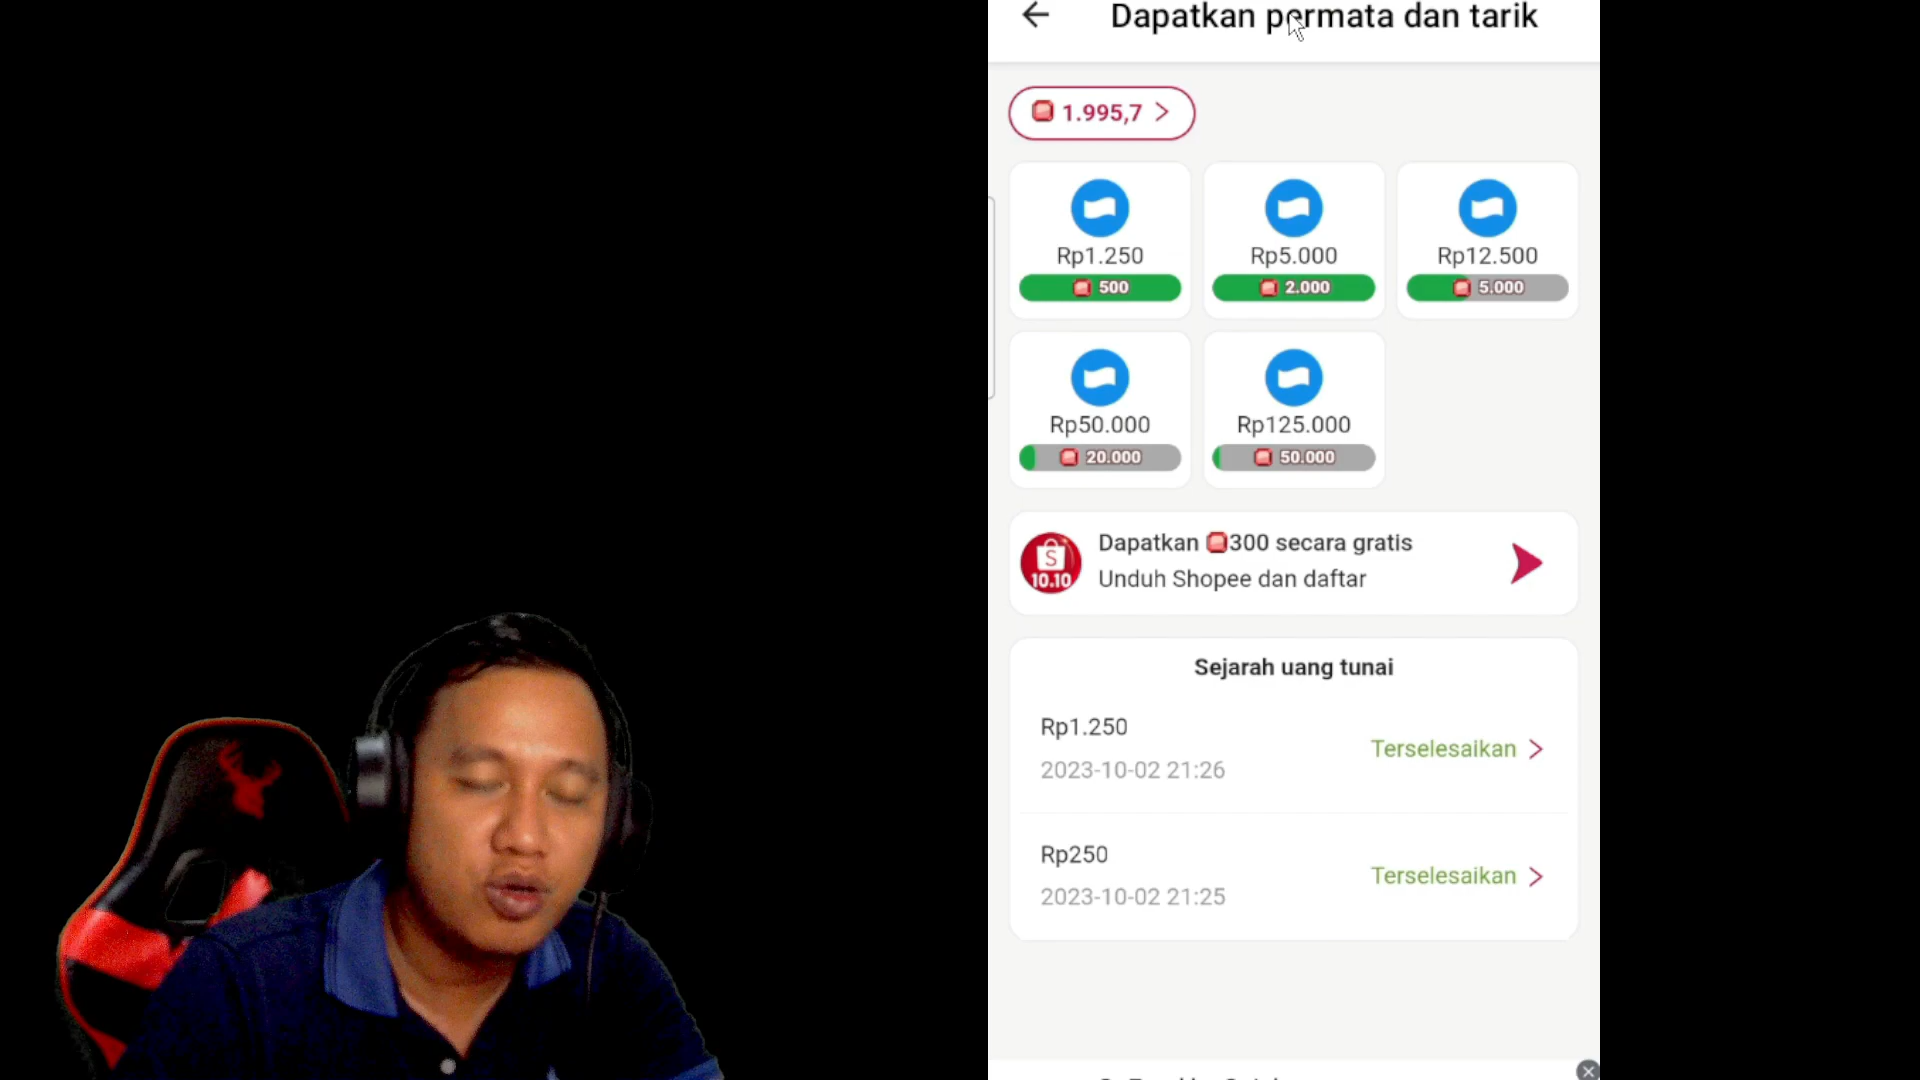 Dapatkan permata dan tarik
1.995,7
Rp1.250
500
Rp5.000
2.000
Rp12.500
5.000
Rp50.000
20.000
Rp125.000
50.000
Dapatkan 300 secara gratis
Unduh Shopee dan daftar
S
10.10
Sejarah uang tunai
Rp1.250
2023-10-02 21:26
Terselesaikan
Rp250
2023-10-02 21:25
Terselesaikan